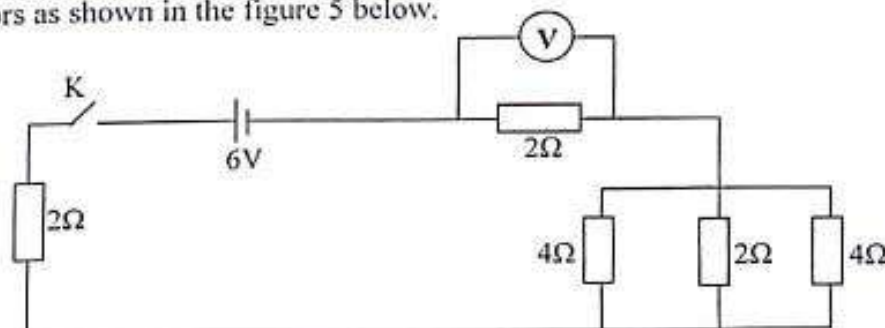 rs as shown in the figure 5 below.
V
K
6V
2Ω
2Ω
4Ω
2Ω
4Ω